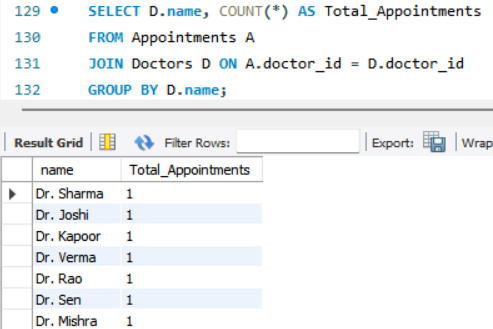 129 SELECT D.name, COUNT(*) AS Total_Appointments
130 FROM Appointments A
131 JOIN Doctors D ON A.doctor_id = D.doctor_id
132 GROUP BY D.name;
Result Grid Filter Rows: Export: Wrap
name Total_Appointments
Dr. Sharma 1
Dr. Joshi 1
Dr. Kapoor 1
Dr. Verma 1
Dr. Rao 1
Dr. Sen 1
Dr. Mishra 1